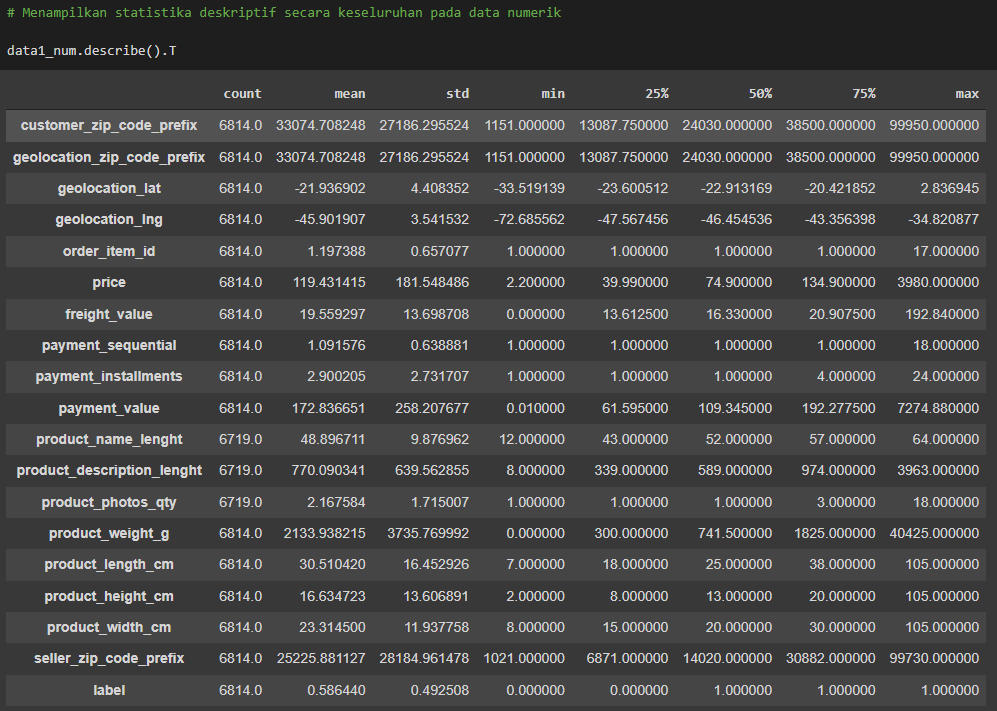 # Menampilkan statistika deskriptif secara keseluruhan pada data numerik
data1_num.describe().T
count mean std min 25% 50% 75% max
customer_zip_code_prefix 6814.0 33074.708248 27186.295524 1151.000000 13087.750000 24030.000000 38500.000000 99950.000000
geolocation_zip_code_prefix 6814.0 33074.708248 27186.295524 1151.000000 13087.750000 24030.000000 38500.000000 99950.000000
geolocation_lat 6814.0 -21.936902 4.408352 -33.519139 -23.600512 -22.913169 -20.421852 2.836945
geolocation_lng 6814.0 -45.901907 3.541532 -72.685562 -47.567456 -46.454536 -43.356398 -34.820877
order_item_id 6814.0 1.197388 0.657077 1.000000 1.000000 1.000000 1.000000 17.000000
price 6814.0 119.431415 181.548486 2.200000 39.990000 74.900000 134.900000 3980.000000
freight_value 6814.0 19.559297 13.698708 0.000000 13.612500 16.330000 20.907500 192.840000
payment_sequential 6814.0 1.091576 0.638881 1.000000 1.000000 1.000000 1.000000 18.000000
payment_installments 6814.0 2.900205 2.731707 1.000000 1.000000 1.000000 4.000000 24.000000
payment_value 6814.0 172.836651 258.207677 0.010000 61.595000 109.345000 192.277500 7274.880000
product_name_lenght 6719.0 48.896711 9.876962 12.000000 43.000000 52.000000 57.000000 64.000000
product_description_lenght 6719.0 770.090341 639.562855 8.000000 339.000000 589.000000 974.000000 3963.000000
product_photos_qty 6719.0 2.167584 1.715007 1.000000 1.000000 1.000000 3.000000 18.000000
product_weight_g 6814.0 2133.938215 3735.769992 0.000000 300.000000 741.500000 1825.000000 40425.000000
product_length_cm 6814.0 30.510420 16.452926 7.000000 18.000000 25.000000 38.000000 105.000000
product_height_cm 6814.0 16.634723 13.606891 2.000000 8.000000 13.000000 20.000000 105.000000
product_width_cm 6814.0 23.314500 11.937758 8.000000 15.000000 20.000000 30.000000 105.000000
seller_zip_code_prefix 6814.0 25225.881127 28184.961478 1021.000000 6871.000000 14020.000000 30882.000000 99730.000000
label 6814.0 0.586440 0.492508 0.000000 0.000000 1.000000 1.000000 1.000000